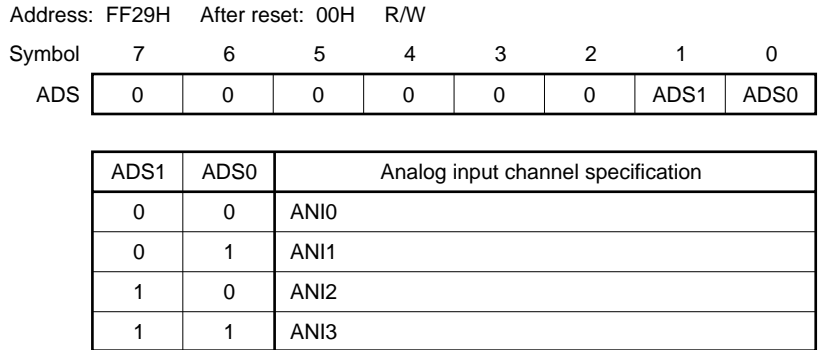 Address: FF29H After reset: 00H R/W
Symbol 7 6 5 4 3 2 1 0
ADS 0 0 0 0 0 0 ADS1 ADS0
ADS1 ADS0 Analog input channel specification
0 0 ANI0
0 1 ANI1
1 0 ANI2
1 1 ANI3